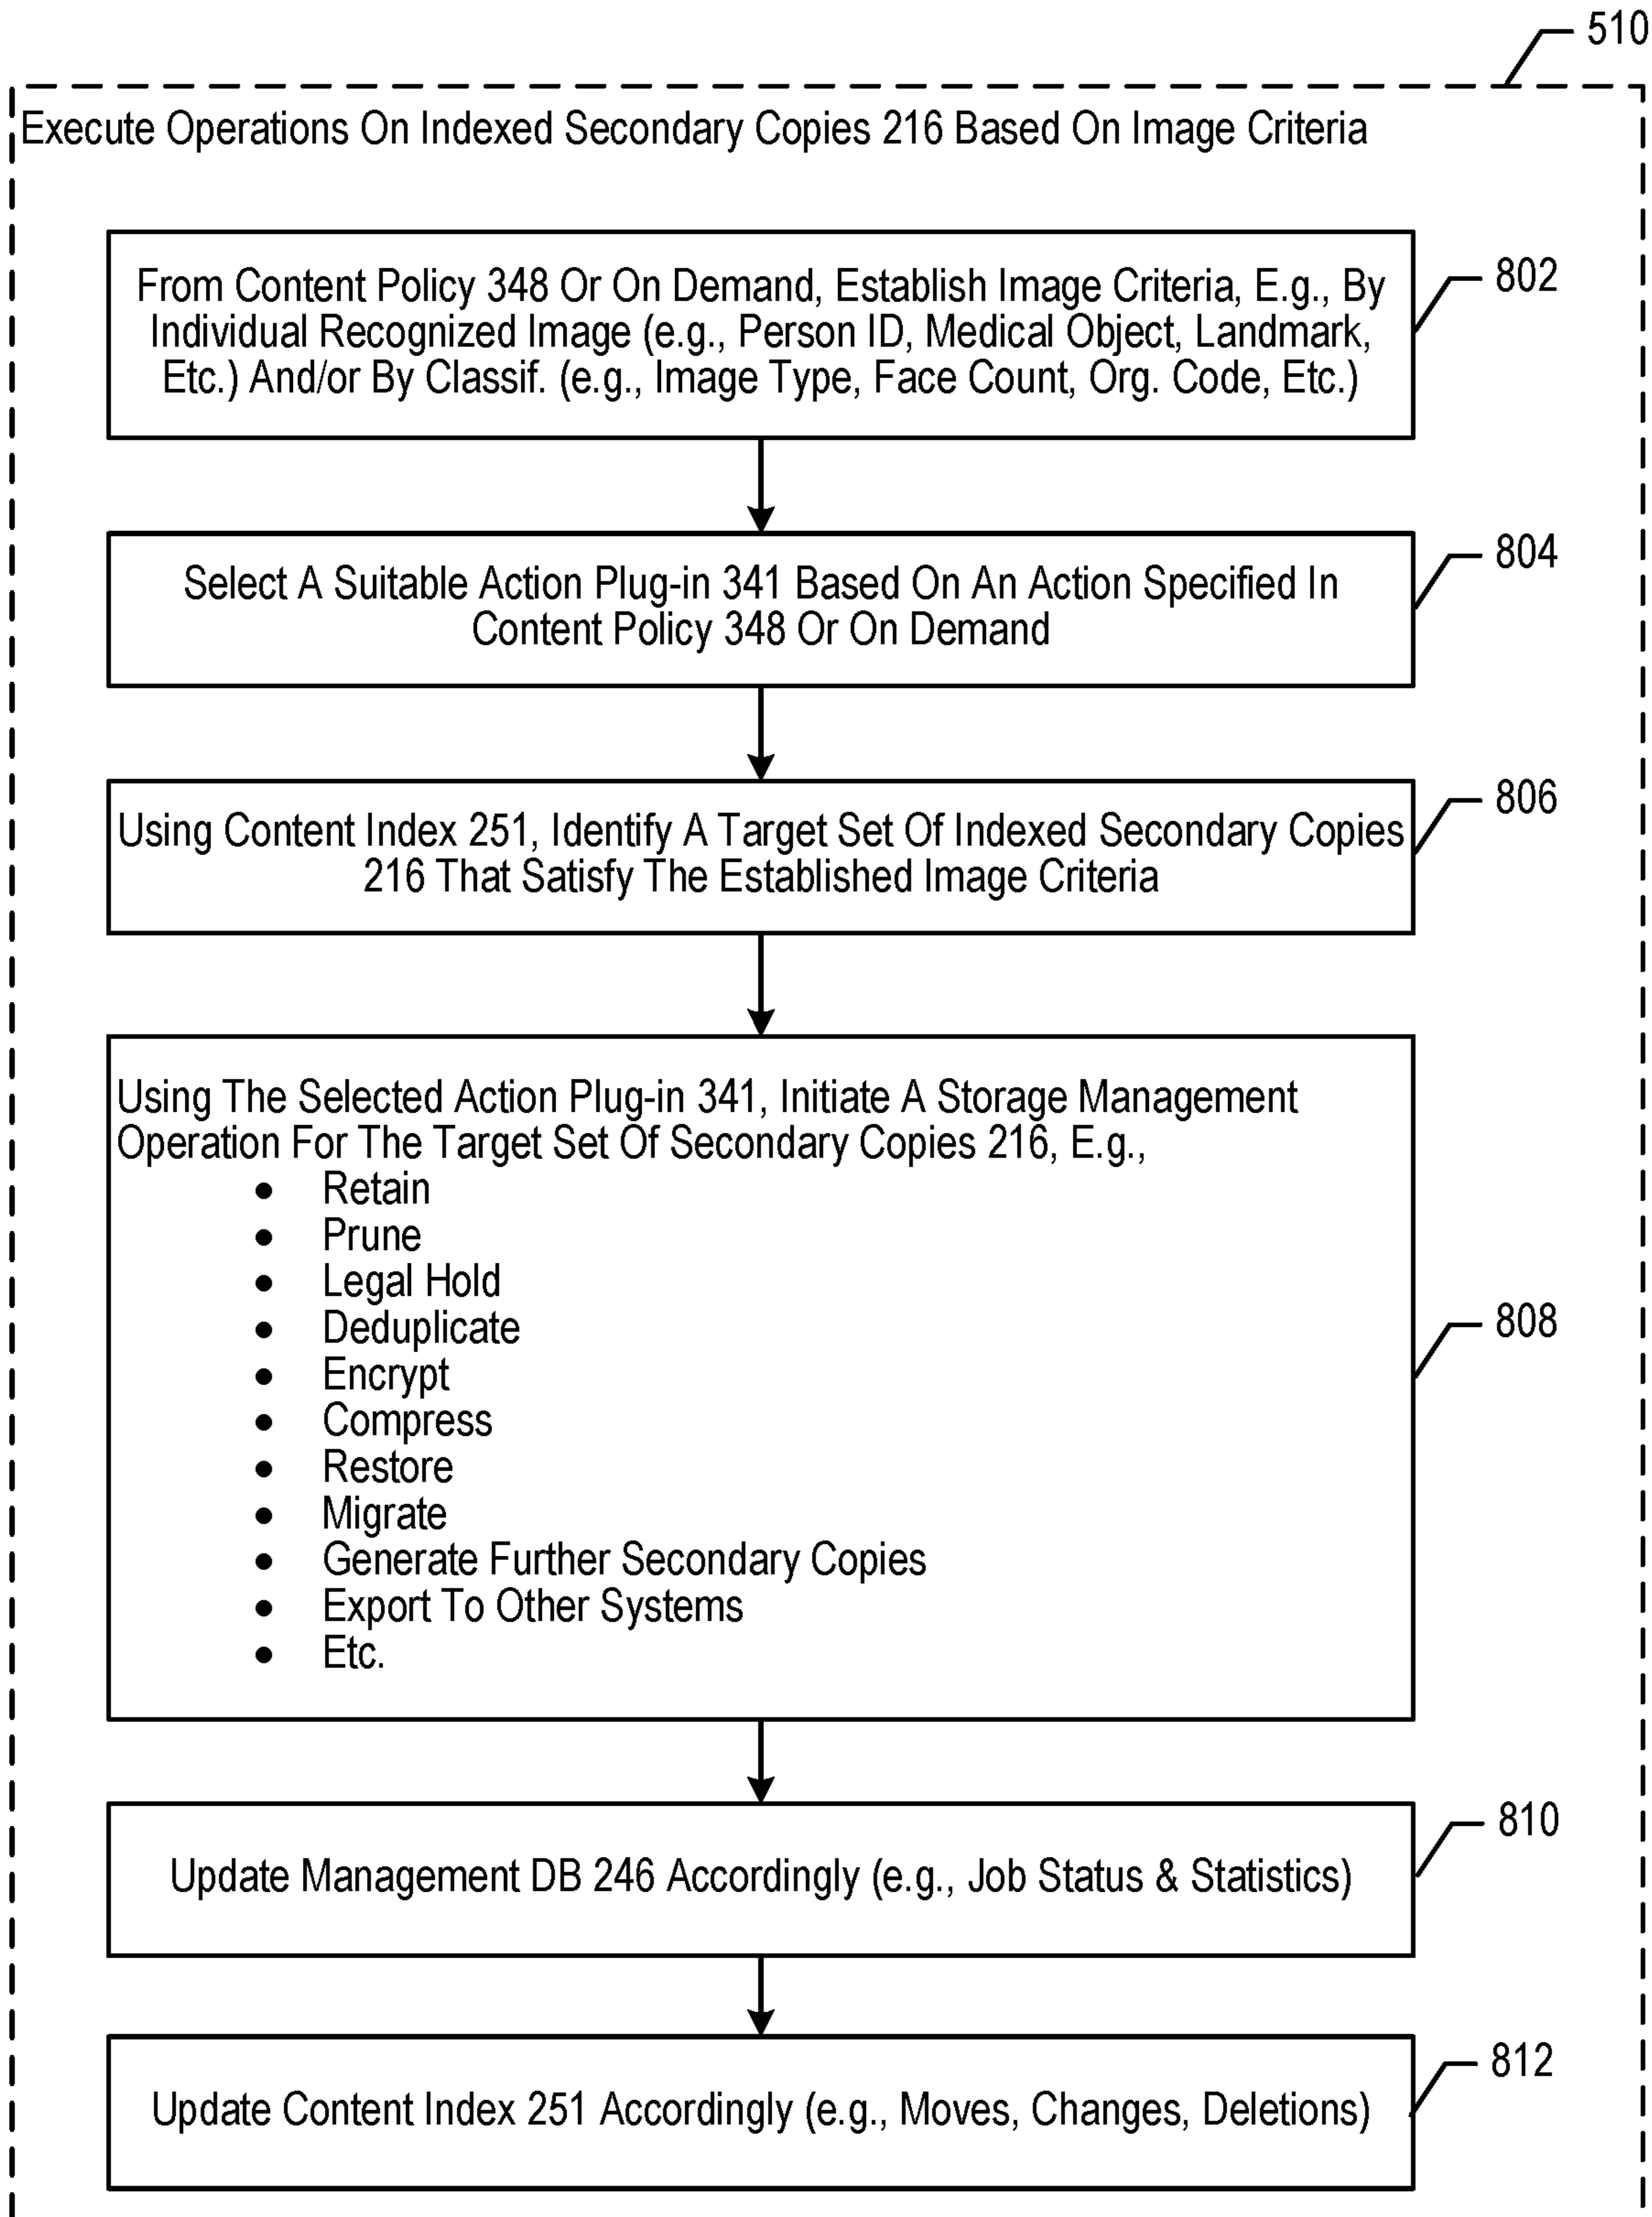 510
Execute Operations On Indexed Secondary Copies 216 Based On Image Criteria
From Content Policy 348 Or On Demand, Establish Image Criteria, E.g., By
Individual Recognized Image (e.g., Person ID, Medical Object, Landmark,
Etc.) And/or By Classif. (e.g., Image Type, Face Count, Org. Code, Etc.)
802
Select A Suitable Action Plug-in 341 Based On An Action Specified In
Content Policy 348 Or On Demand
804
Using Content Index 251, Identify A Target Set Of Indexed Secondary Copies
216 That Satisfy The Established Image Criteria
806
Using The Selected Action Plug-in 341, Initiate A Storage Management
Operation For The Target Set Of Secondary Copies 216, E.g.,
• Retain
• Prune
• Legal Hold
• Deduplicate
• Encrypt
• Compress
• Restore
• Migrate
• Generate Further Secondary Copies
• Export To Other Systems
• Etc.
808
Update Management DB 246 Accordingly (e.g., Job Status & Statistics)
810
Update Content Index 251 Accordingly (e.g., Moves, Changes, Deletions)
812